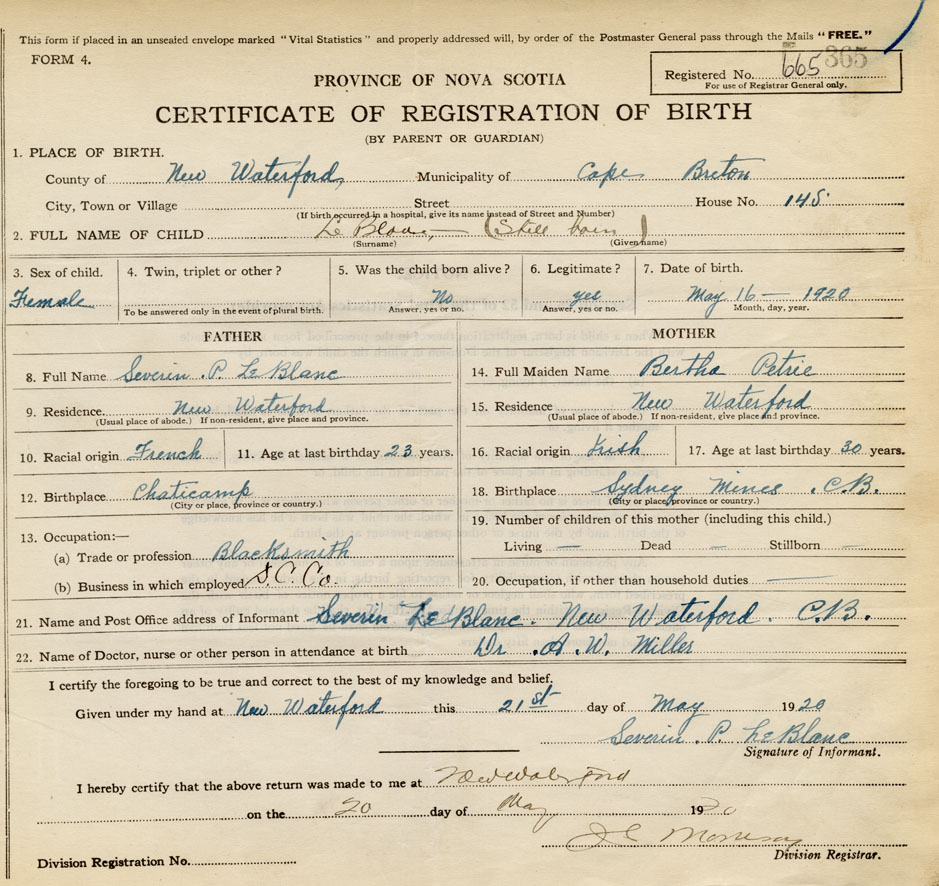 This form if placed in an unsealed envelope marked "Vital Statistics" and properly addressed will, by order of the Postmaster General pass through the Mails "FREE."
FORM 4.
Registered No. 665 365
For use of Registrar General only.
PROVINCE OF NOVA SCOTIA
CERTIFICATE OF REGISTRATION OF BIRTH
(BY PARENT OR GUARDIAN)
1. PLACE OF BIRTH.
County of New Waterford, Municipality of Cape Breton
City, Town or Village Street House No. 145
(If birth occurred in a hospital, give its name instead of Street and Number)
2. FULL NAME OF CHILD Le Blanc, — (Still born)
(Surname) (Given name)
3. Sex of child. 4. Twin, triplet or other? 5. Was the child born alive? 6. Legitimate? 7. Date of birth.
Female No yes May 16 — 1920
To be answered only in the event of plural birth. Answer, yes or no. Answer, yes or no. Month, day, year.
FATHER
8. Full Name Severin P. Le Blanc
9. Residence New Waterford
(Usual place of abode.) If non-resident, give place and province.
10. Racial origin French 11. Age at last birthday 23 years.
12. Birthplace Chaticamp
(City or place, province or country.)
13. Occupation:—
(a) Trade or profession Blacksmith
(b) Business in which employed D. C. Co.
MOTHER
14. Full Maiden Name Bertha Petrie
15. Residence New Waterford
(Usual place of abode.) If non-resident, give place and province.
16. Racial origin Irish 17. Age at last birthday 30 years.
18. Birthplace Sydney Mines . C.B.
(City or place, province or country.)
19. Number of children of this mother (including this child.)
Living — Dead — Stillborn —
20. Occupation, if other than household duties —
21. Name and Post Office address of Informant Severin Le Blanc. New Waterford. C.B.
22. Name of Doctor, nurse or other person in attendance at birth Dr. A. W. Miller
I certify the foregoing to be true and correct to the best of my knowledge and belief.
Given under my hand at New Waterford this 21st day of May 1920
Severin P. Le Blanc
Signature of Informant.
I hereby certify that the above return was made to me at New Waterford
on the 20 day of May 1920
Division Registrar.
Division Registration No.